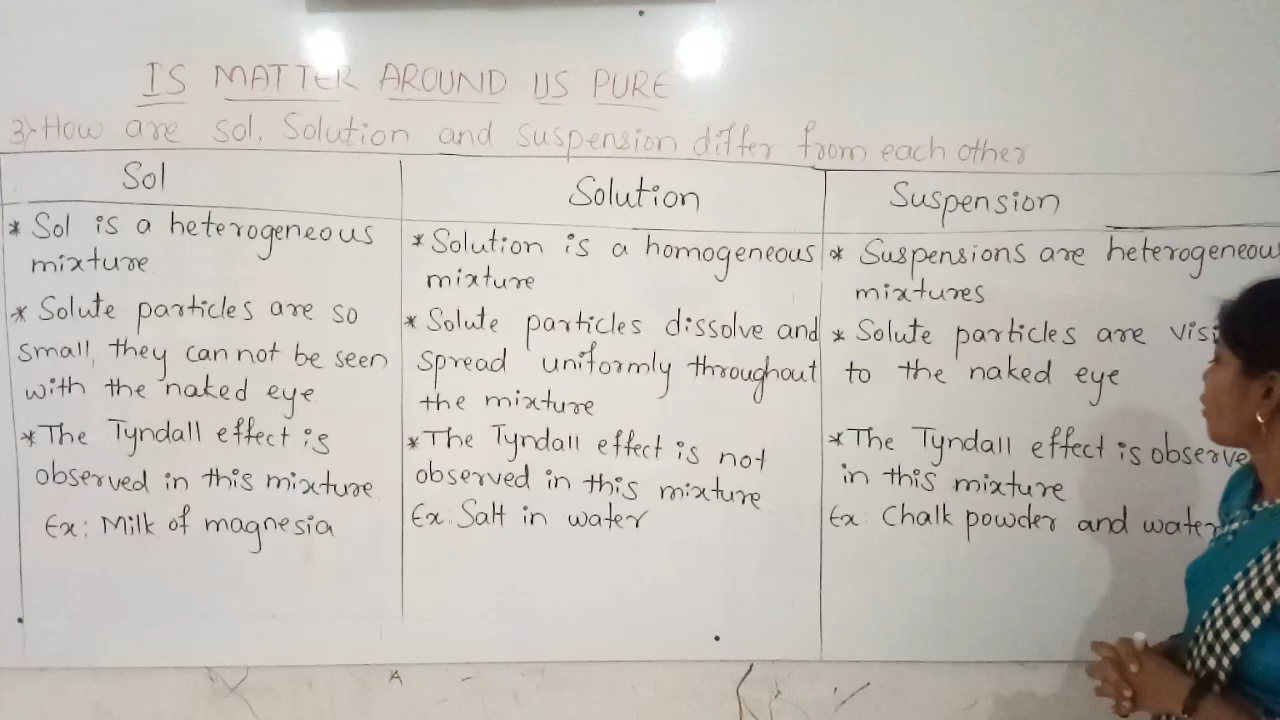 IS MATTER AROUND US PURE
3) How are sol, Solution and suspension differ from each other
Sol
* Sol is a heterogeneous
mixture
* Solute particles are so
small, they can not be seen
with the naked eye
* The Tyndall effect is
observed in this mixture
Ex: Milk of magnesia
Solution
* Solution is a homogeneous
mixture
* Solute particles dissolve and
spread uniformly throughout
the mixture
* The Tyndall effect is not
observed in this mixture
Ex: Salt in water
Suspension
* Suspensions are heterogeneou
mixtures
* Solute particles are visi
to the naked eye
* The Tyndall effect is observe
in this mixture
Ex: Chalk powder and water